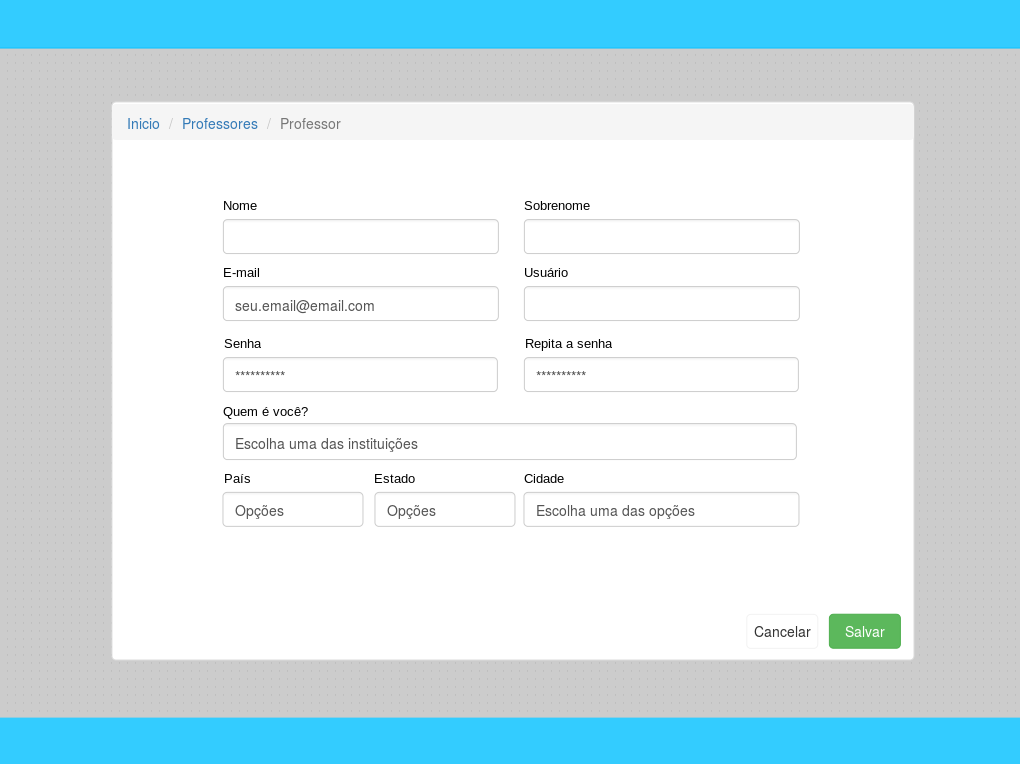 Inicio / Professores / Professor
Nome Sobrenome
E-mail Usuário
seu.email@email.com
Senha Repita a senha
********** **********
Quem é você?
Escolha uma das instituições
País Estado Cidade
Opções Opções Escolha uma das opções
Cancelar Salvar